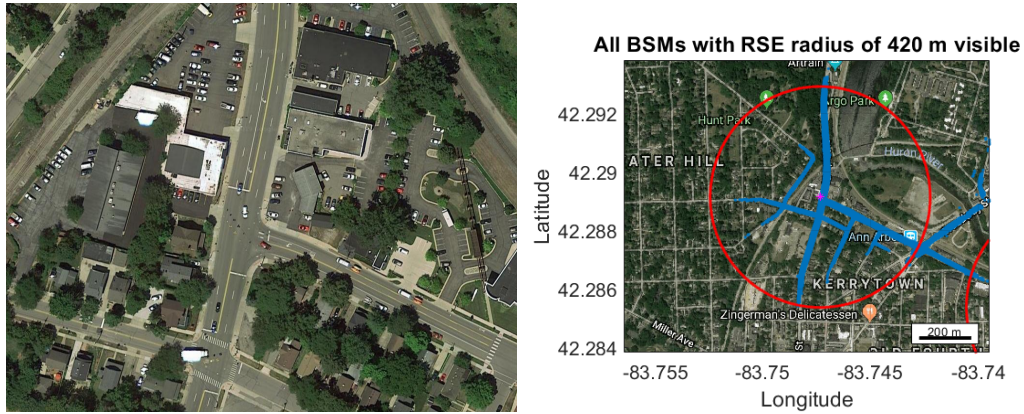 All BSMs with RSE radius of 420 m visible
Artrain
Argo Park
Hunt Park
Huron River
ATER HILL
Ann Arbor
KERRYTOWN
Zingerman's Delicatessen
Miller Ave
St
200 m
42.292
42.29
42.288
42.286
42.284
Latitude
-83.755
-83.75
-83.745
-83.74
Longitude